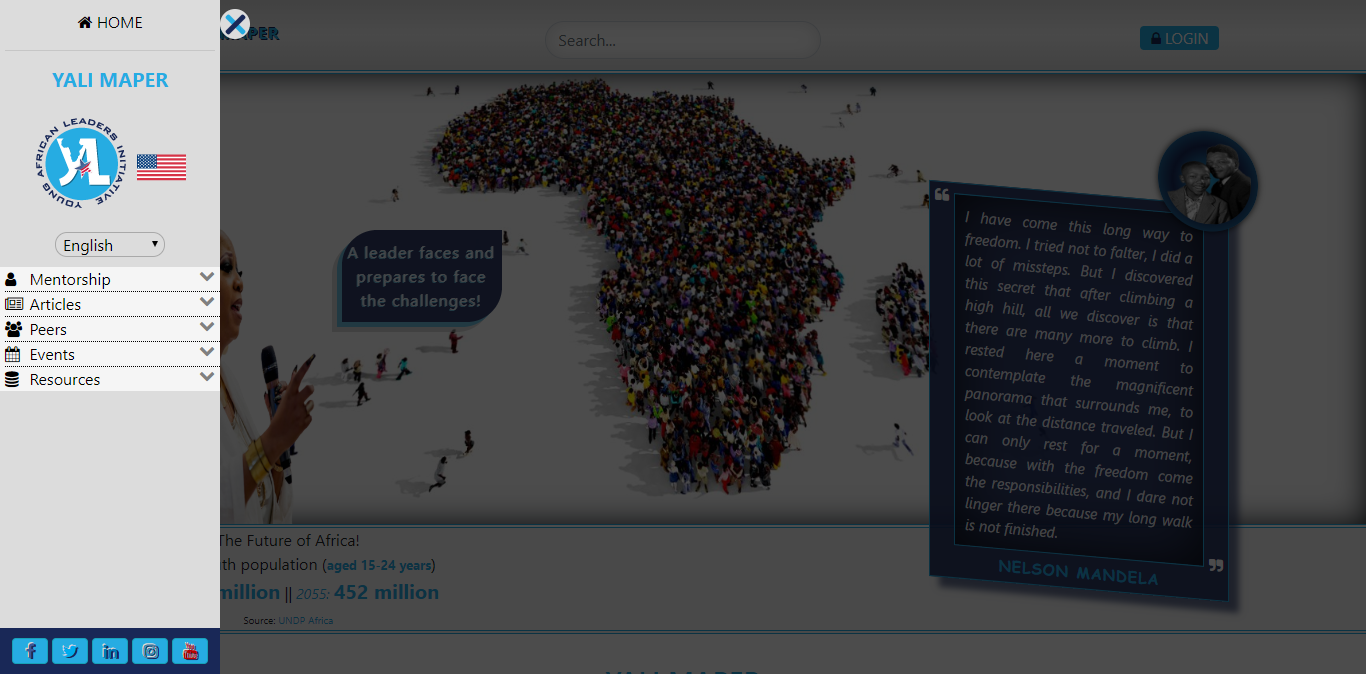 HOME
YALI MAPER
YOUNG AFRICAN LEADERS INITIATIVE
YAL
English
Mentorship
Articles
Peers
Events
Resources
Search...
LOGIN
A leader faces and
prepares to face
the challenges!
“
I have come this long way to
freedom. I tried not to falter, I did a
lot of missteps. But I discovered
this secret that after climbing a
high hill, all we discover is that
there are many more to climb. I
rested here a moment to
contemplate the magnificent
panorama that surrounds me, to
look at the distance traveled. But I
can only rest for a moment,
because with the freedom come
the responsibilities, and I dare not
linger there because my long walk
is not finished.
”
NELSON MANDELA
The Future of Africa!
population (aged 15-24 years)
million || 2055: 452 million
Source: UNDP Africa